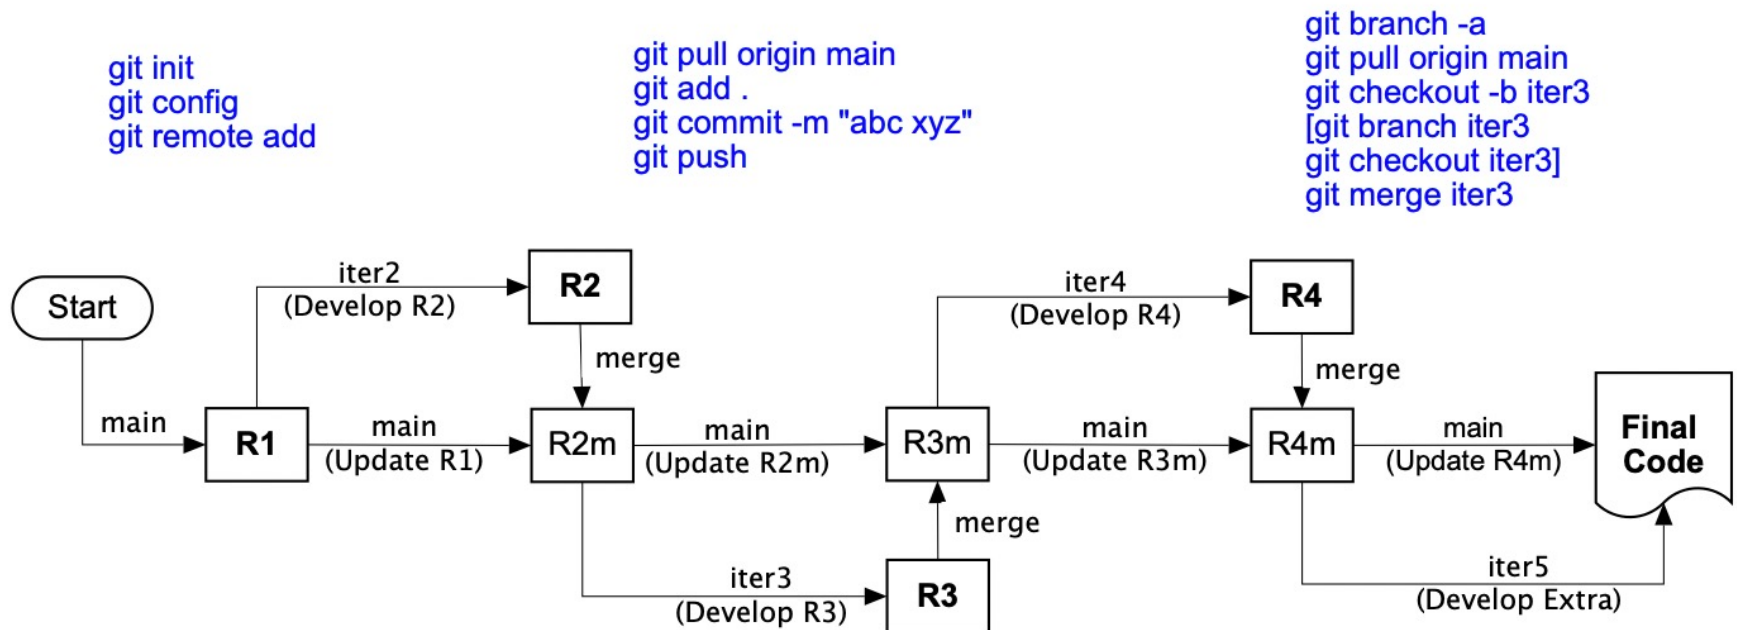 git init
git config
git remote add
git pull origin main
git add .
git commit -m "abc xyz"
git push
git branch -a
git pull origin main
git checkout -b iter3
[git branch iter3
git checkout iter3]
git merge iter3
Start
main
R1
iter2
(Develop R2)
R2
merge
main
(Update R1)
R2m
main
(Update R2m)
iter3
(Develop R3)
R3
merge
R3m
iter4
(Develop R4)
R4
merge
main
(Update R3m)
R4m
main
(Update R4m)
iter5
(Develop Extra)
Final
Code